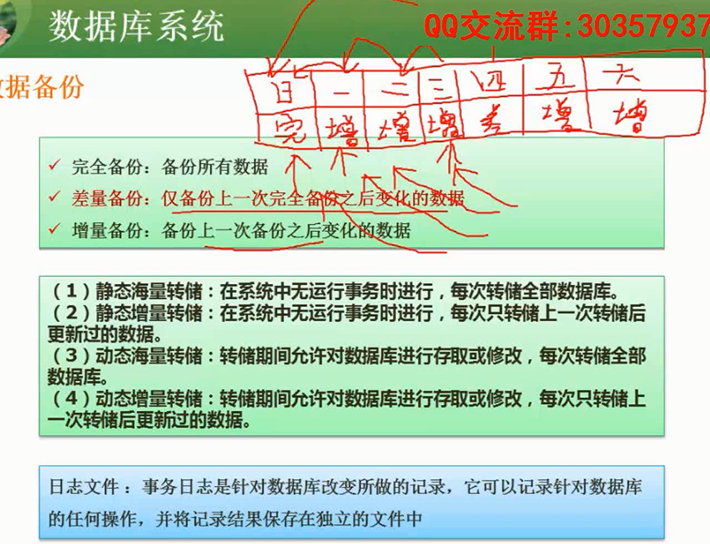 数据库系统
QQ交流群:30357937
据备份
日 一 二 三 四 五 六
完 增 增 增 差 增 增
✓ 完全备份：备份所有数据
✓ 差量备份：仅备份上一次完全备份之后变化的数据
✓ 增量备份：备份上一次备份之后变化的数据
（1）静态海量转储：在系统中无运行事务时进行，每次转储全部数据库。
（2）静态增量转储：在系统中无运行事务时进行，每次只转储上一次转储后
更新过的数据。
（3）动态海量转储：转储期间允许对数据库进行存取或修改，每次转储全部
数据库。
（4）动态增量转储：转储期间允许对数据库进行存取或修改，每次只转储上
一次转储后更新过的数据。
日志文件：事务日志是针对数据库改变所做的记录，它可以记录针对数据库
的任何操作，并将记录结果保存在独立的文件中